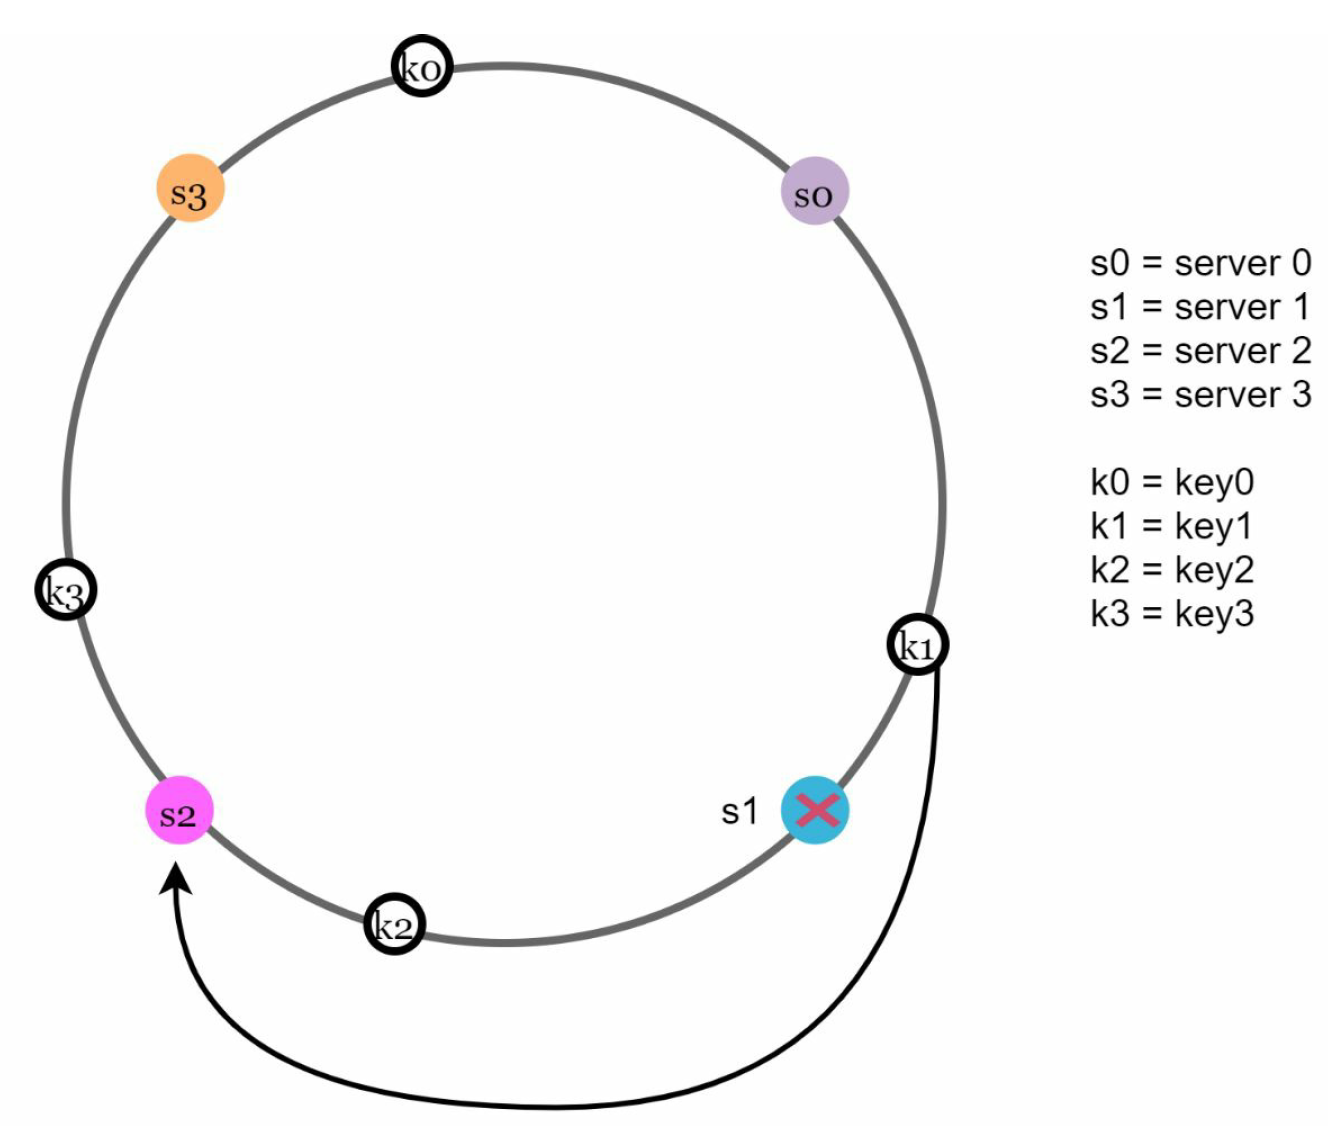 k0
s3
s0
s0 = server 0
s1 = server 1
s2 = server 2
s3 = server 3
k0 = key0
k1 = key1
k2 = key2
k3 = key3
k3
k1
s2
s1
k2